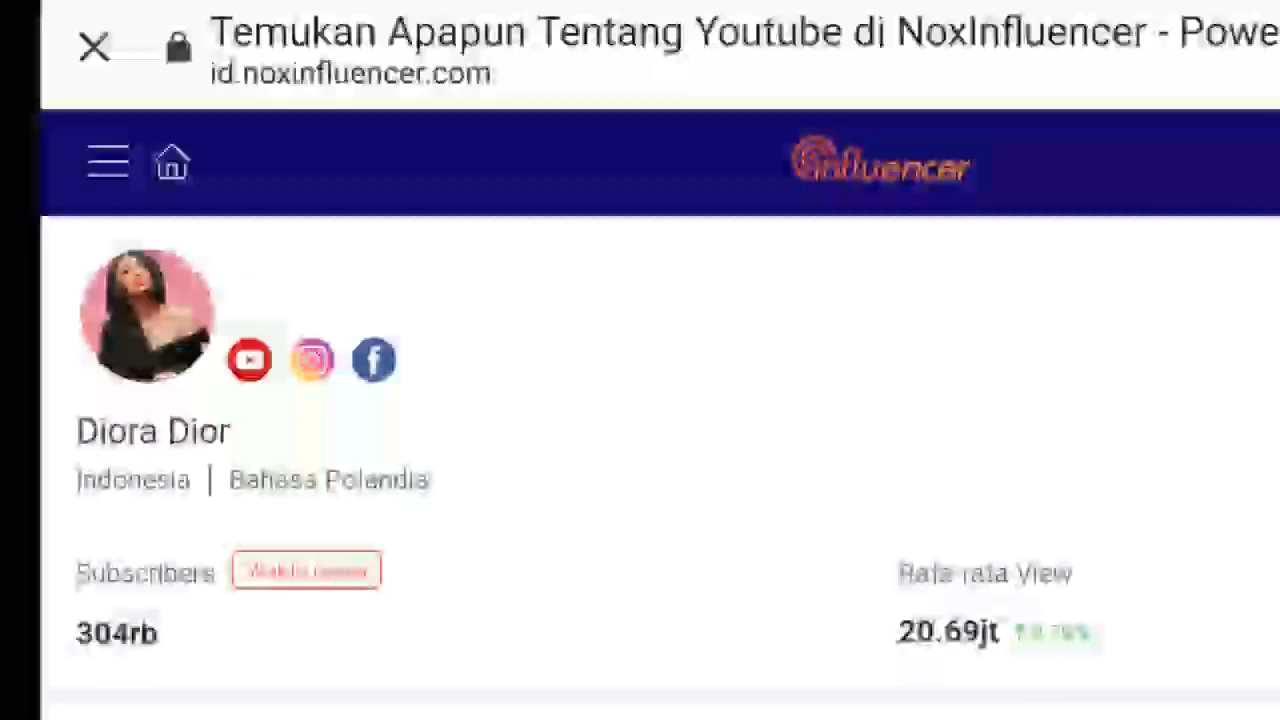 Temukan Apapun Tentang Youtube di NoxInfluencer - Powe
id.noxinfluencer.com
influencer
Diora Dior
Indonesia | Bahasa Polandia
Subscribers
Rata-rata View
304rb
20.69jt